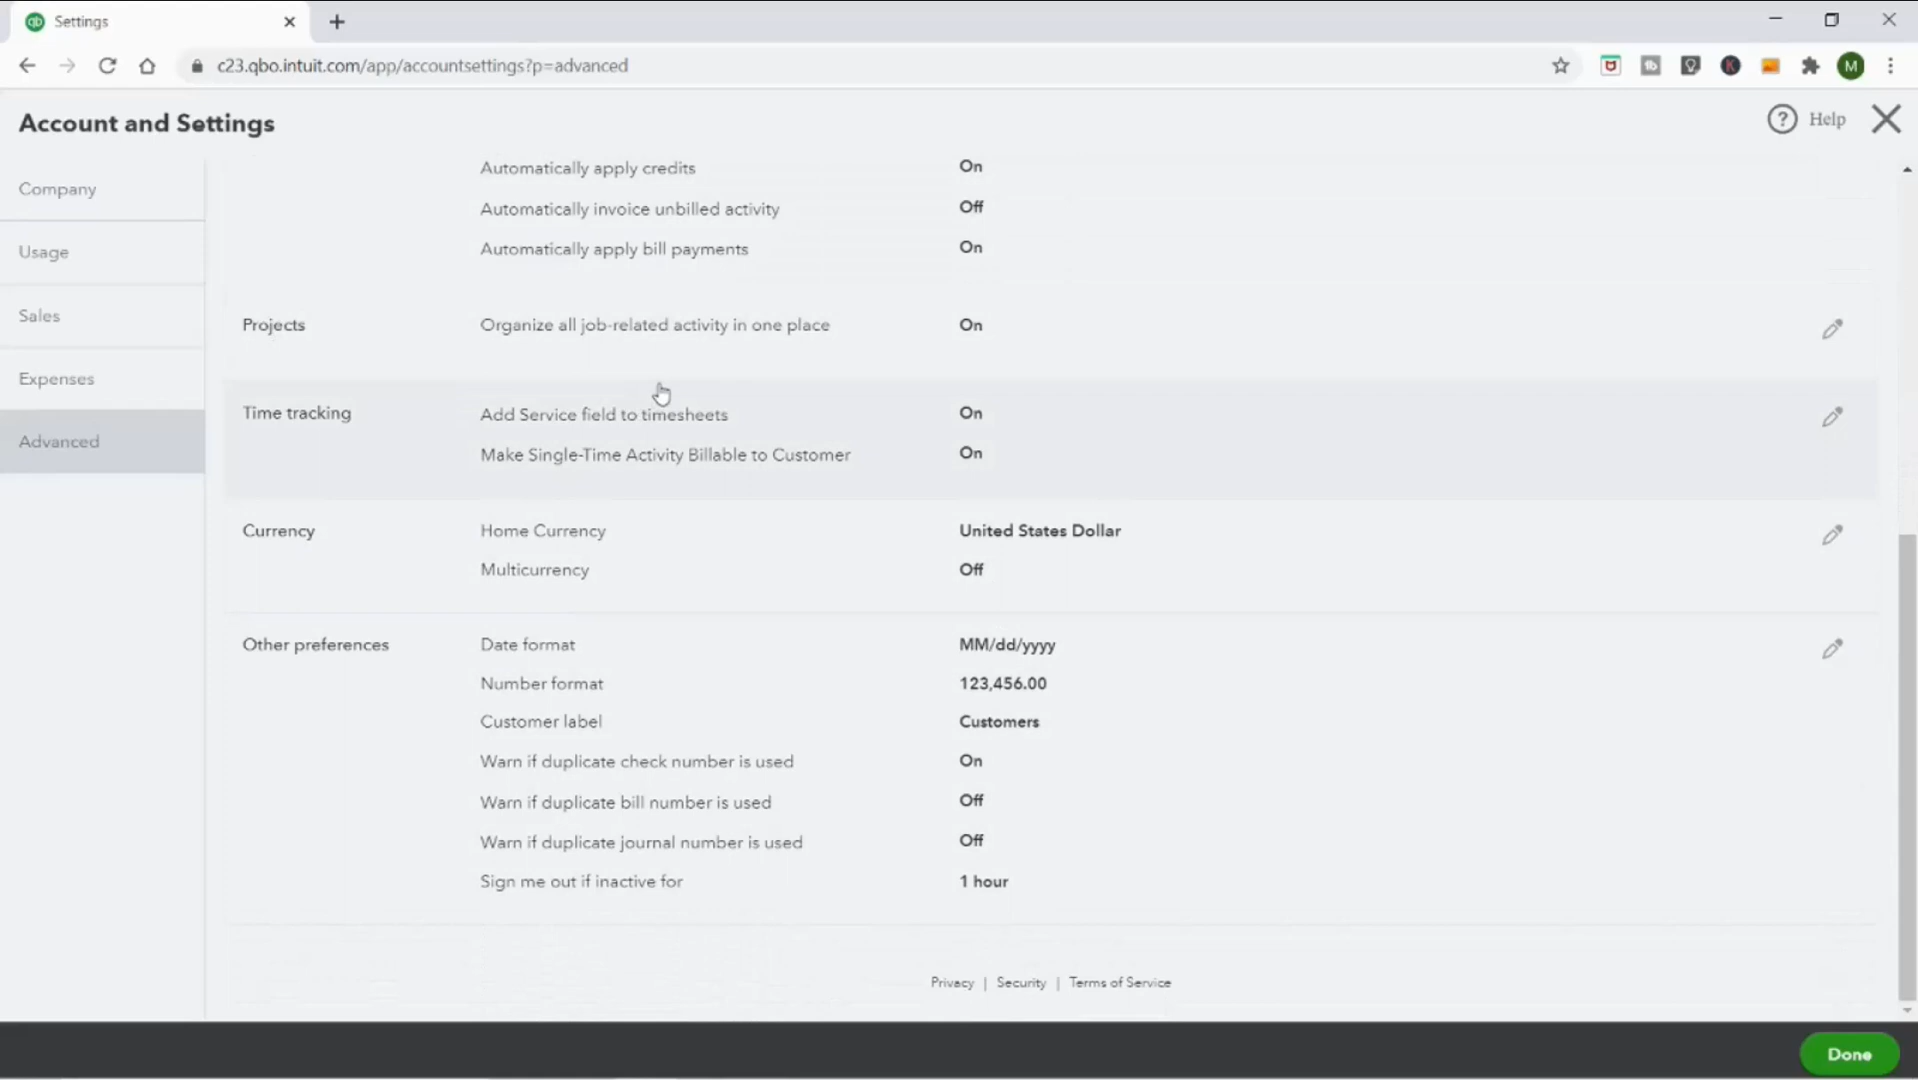 Settings
c23.qbo.intuit.com/app/accountsettings?p=advanced
M
Account and Settings
? Help
Company
Usage
Sales
Expenses
Advanced
Automatically apply credits On
Automatically invoice unbilled activity Off
Automatically apply bill payments On
Projects Organize all job-related activity in one place On
Time tracking Add Service field to timesheets On
Make Single-Time Activity Billable to Customer On
Currency Home Currency United States Dollar
Multicurrency Off
Other preferences Date format MM/dd/yyyy
Number format 123,456.00
Customer label Customers
Warn if duplicate check number is used On
Warn if duplicate bill number is used Off
Warn if duplicate journal number is used Off
Sign me out if inactive for 1 hour
Privacy | Security | Terms of Service
Done